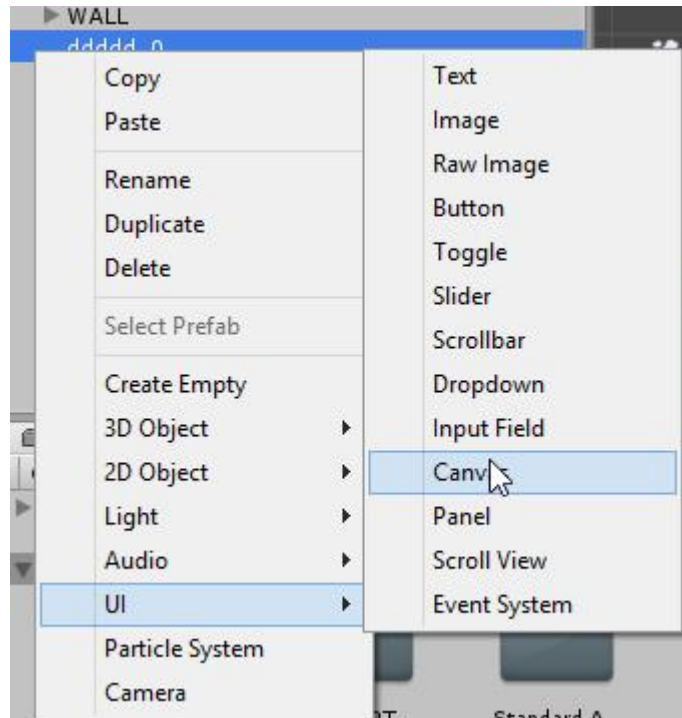 WALL
Copy
Paste
Rename
Duplicate
Delete
Select Prefab
Create Empty
3D Object
2D Object
Light
Audio
UI
Particle System
Camera
Text
Image
Raw Image
Button
Toggle
Slider
Scrollbar
Dropdown
Input Field
Panel
Scroll View
Event System